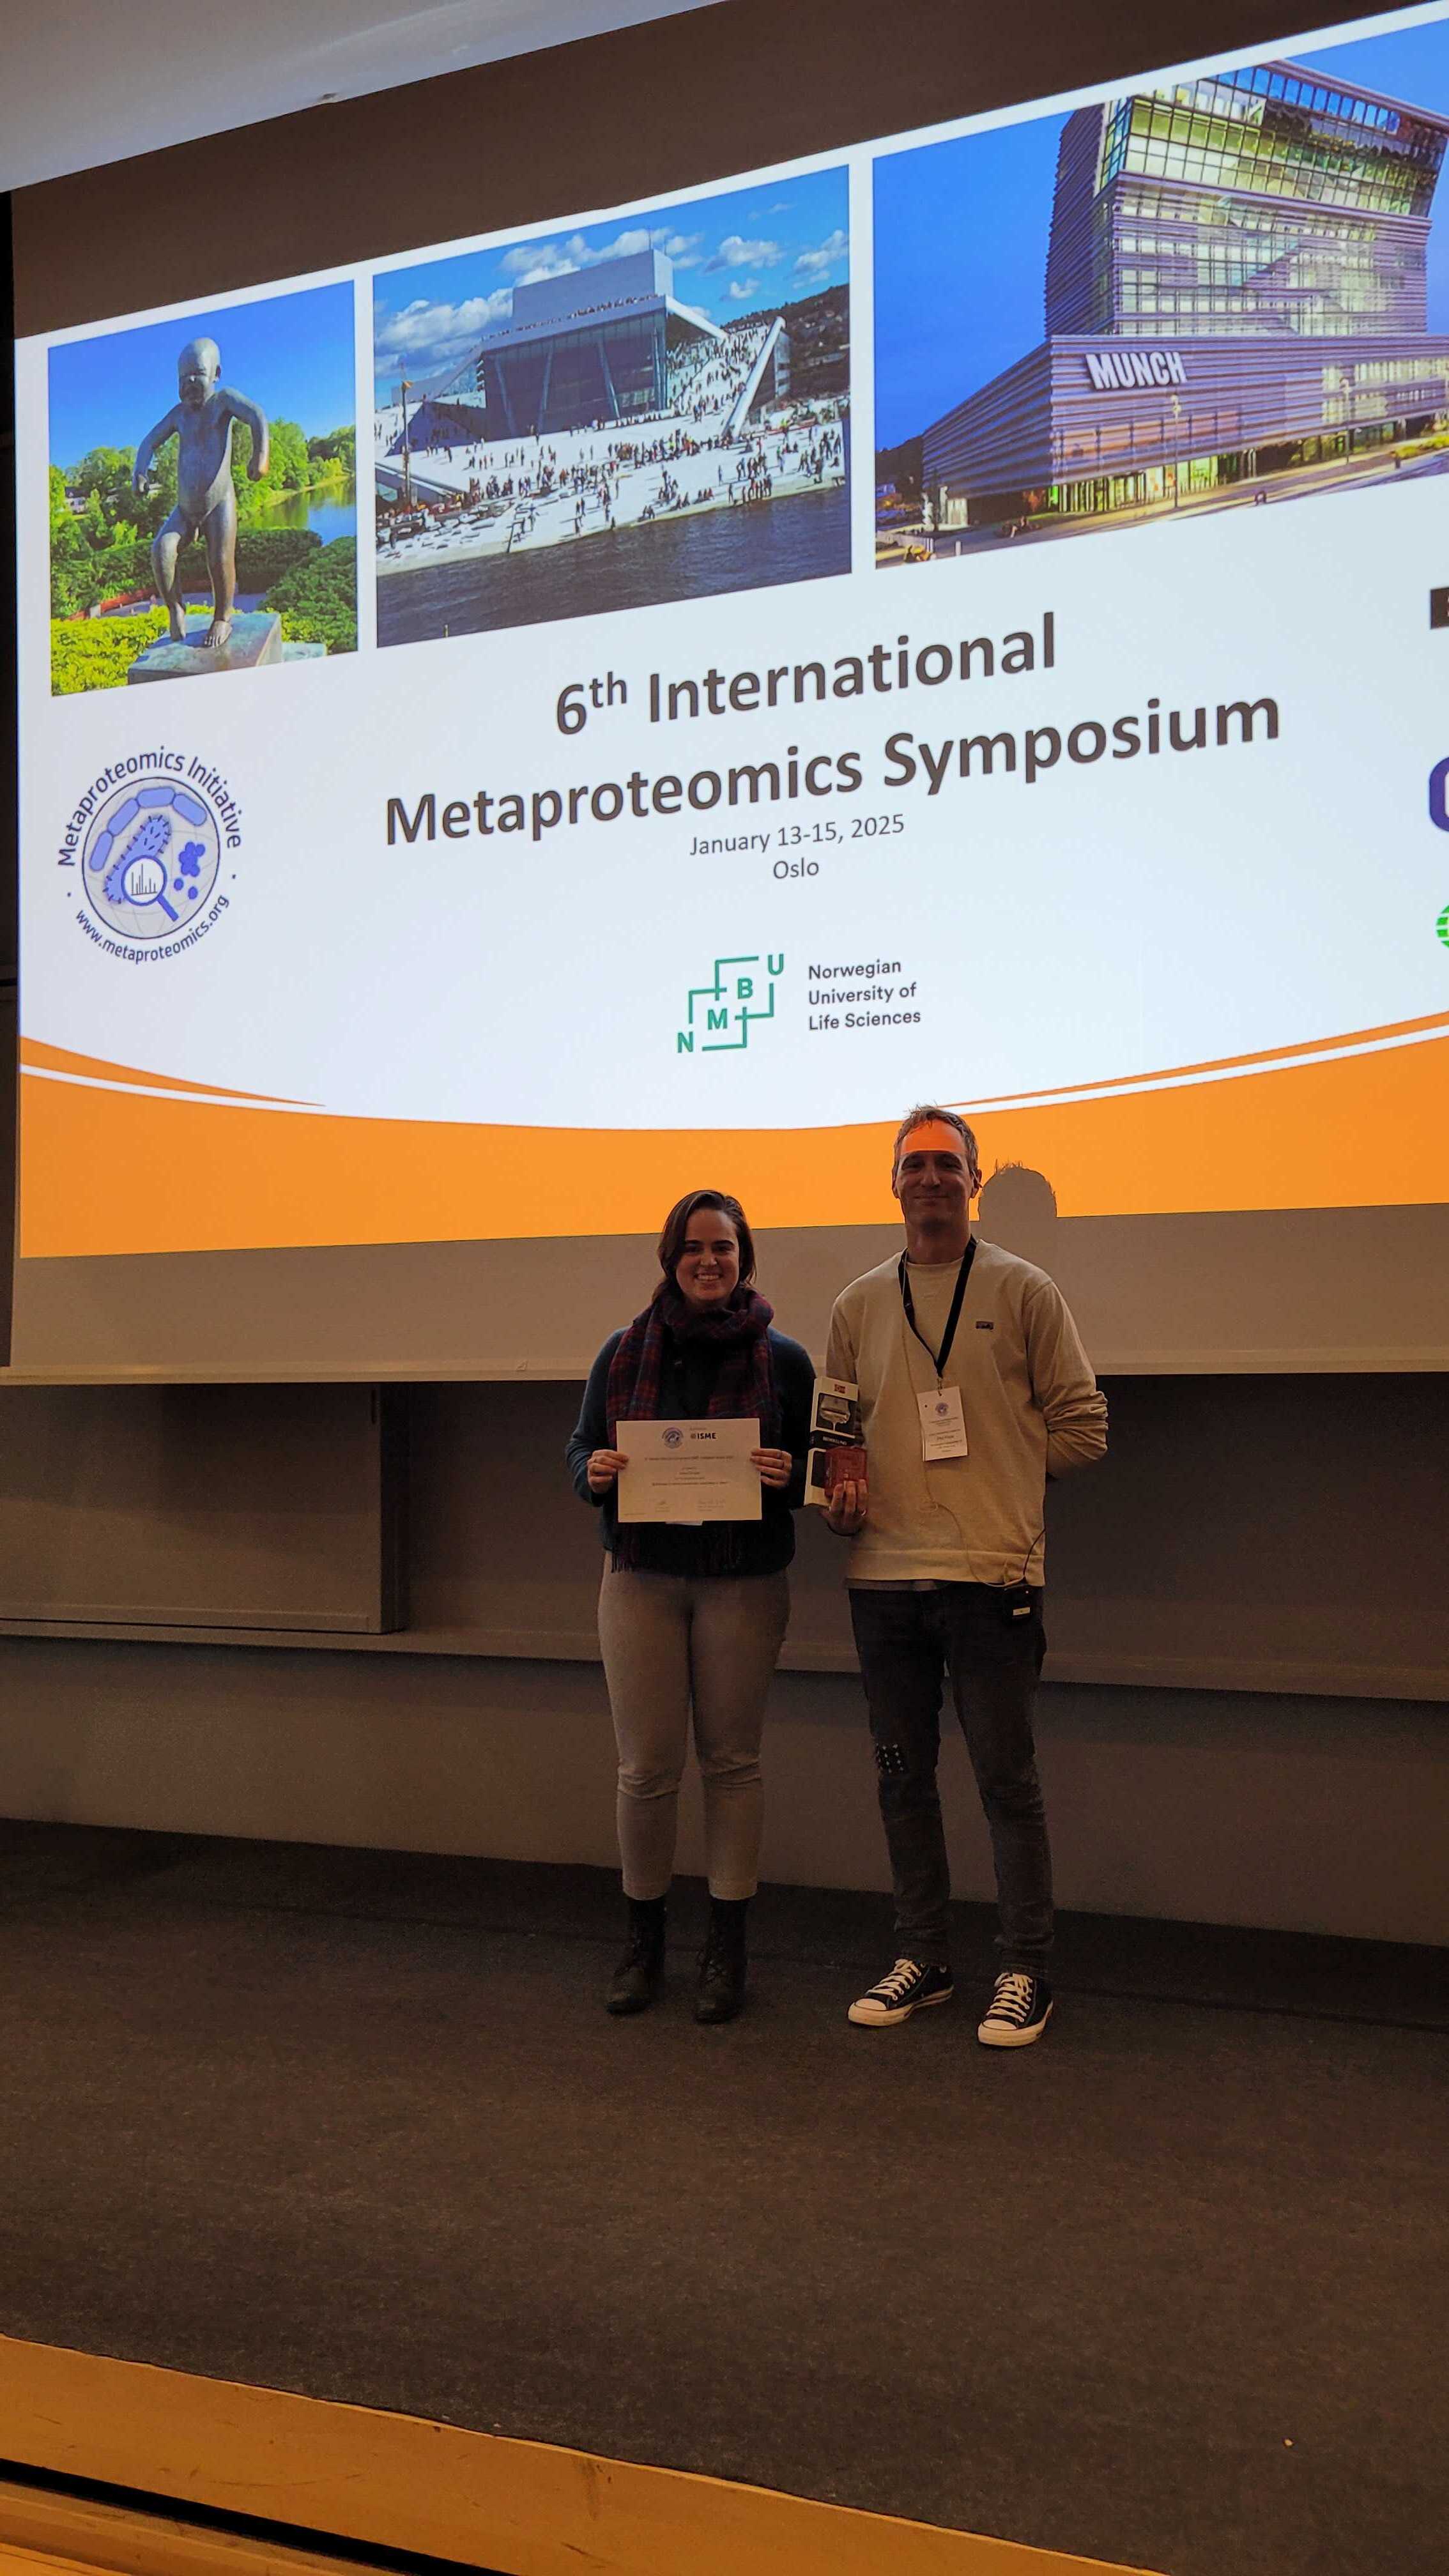 MUNCH
6th International
Metaproteomics Symposium
January 13-15, 2025
Oslo
Metaproteomics Initiative
www.metaproteomics.org
N M B U
Norwegian
University of
Life Sciences
ISME